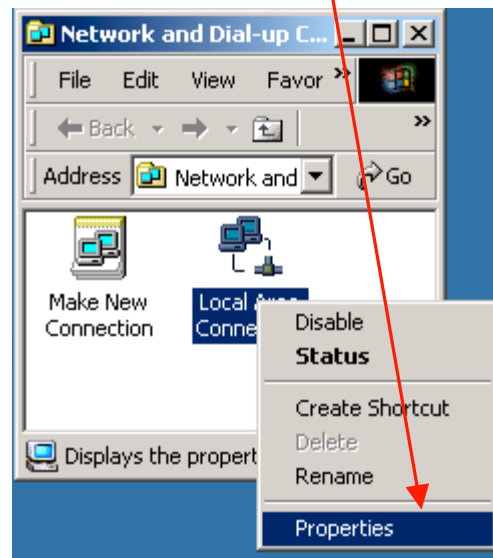 Network and Dial-up C...
File Edit View Favor »
Back »
Address Network and Go
Make New
Connection
Local Area
Conne
Disable
Status
Create Shortcut
Delete
Rename
Properties
Displays the propert